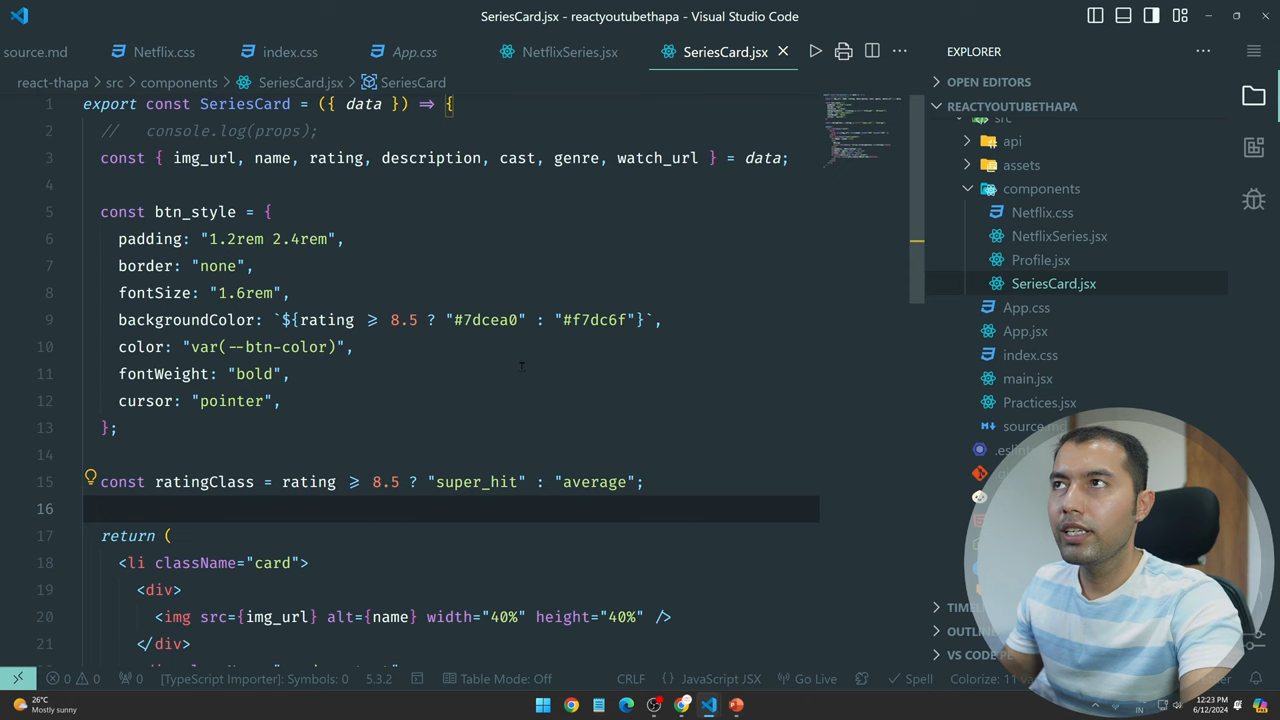 SeriesCard.jsx - reactyoutubethapa - Visual Studio Code
source.md Netflix.css index.css App.css NetflixSeries.jsx SeriesCard.jsx
react-thapa > src > components > SeriesCard.jsx > SeriesCard
1 export const SeriesCard = ({ data }) => {
2 // console.log(props);
3 const { img_url, name, rating, description, cast, genre, watch_url } = data;
4
5 const btn_style = {
6 padding: "1.2rem 2.4rem",
7 border: "none",
8 fontSize: "1.6rem",
9 backgroundColor: `${rating >= 8.5 ? "#7dcea0" : "#f7dc6f"}`,
10 color: "var(--btn-color)",
11 fontWeight: "bold",
12 cursor: "pointer",
13 };
14
15 const ratingClass = rating >= 8.5 ? "super_hit" : "average";
16
17 return (
18 <li className="card">
19 <div>
20 <img src={img_url} alt={name} width="40%" height="40%" />
21 </div>
EXPLORER
OPEN EDITORS
REACTYOUTUBETHAPA
src
api
assets
components
Netflix.css
NetflixSeries.jsx
Profile.jsx
SeriesCard.jsx
App.css
App.jsx
index.css
main.jsx
Practices.jsx
source.md
OUTLIN
VS CODE PE
0 0 0 [TypeScript Importer]: Symbols: 0 5.3.2 Table Mode: Off CRLF {} JavaScript JSX Go Live Spell Colorize: 11
26°C
Mostly sunny
IN
12:23 PM
6/12/2024